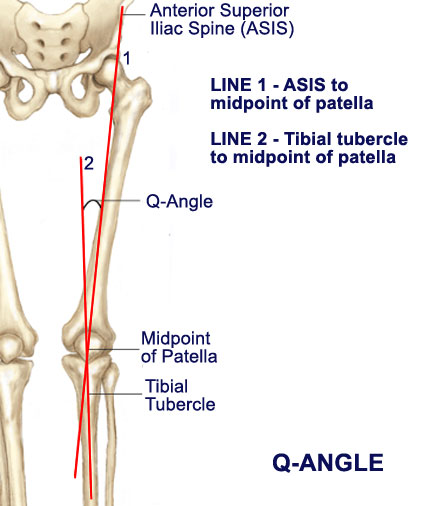 Anterior Superior
Iliac Spine (ASIS)
1
LINE 1 - ASIS to
midpoint of patella
LINE 2 - Tibial tubercle
to midpoint of patella
2
Q-Angle
Midpoint
of Patella
Tibial
Tubercle
Q-ANGLE